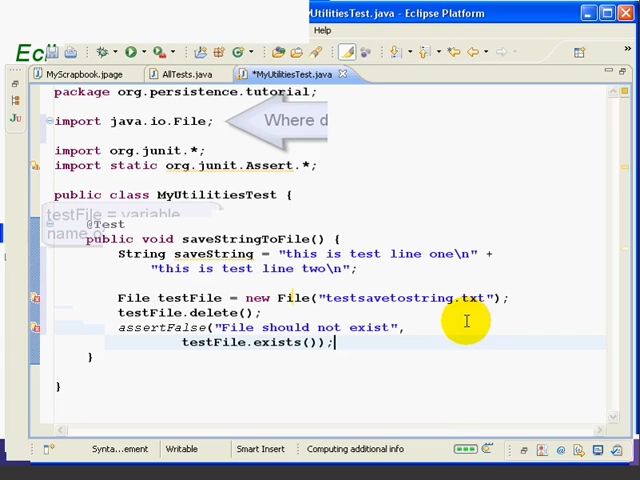 UtilitiesTest.java - Eclipse Platform
Help
Ecl
MyScrapbook.jpage
AllTests.java
*MyUtilitiesTest.java
package org.persistence.tutorial;
import java.io.File;
Where d
import org.junit.*;
import static org.junit.Assert.*;
public class MyUtilitiesTest {
testFile = variable
name o
@Test
public void saveStringToFile() {
String saveString = "this is test line one\n" +
"this is test line two\n";
File testFile = new File("testsavetostring.txt");
testFile.delete();
assertFalse("File should not exist",
testFile.exists());
}
}
Synta...ement
Writable
Smart Insert
Computing additional info